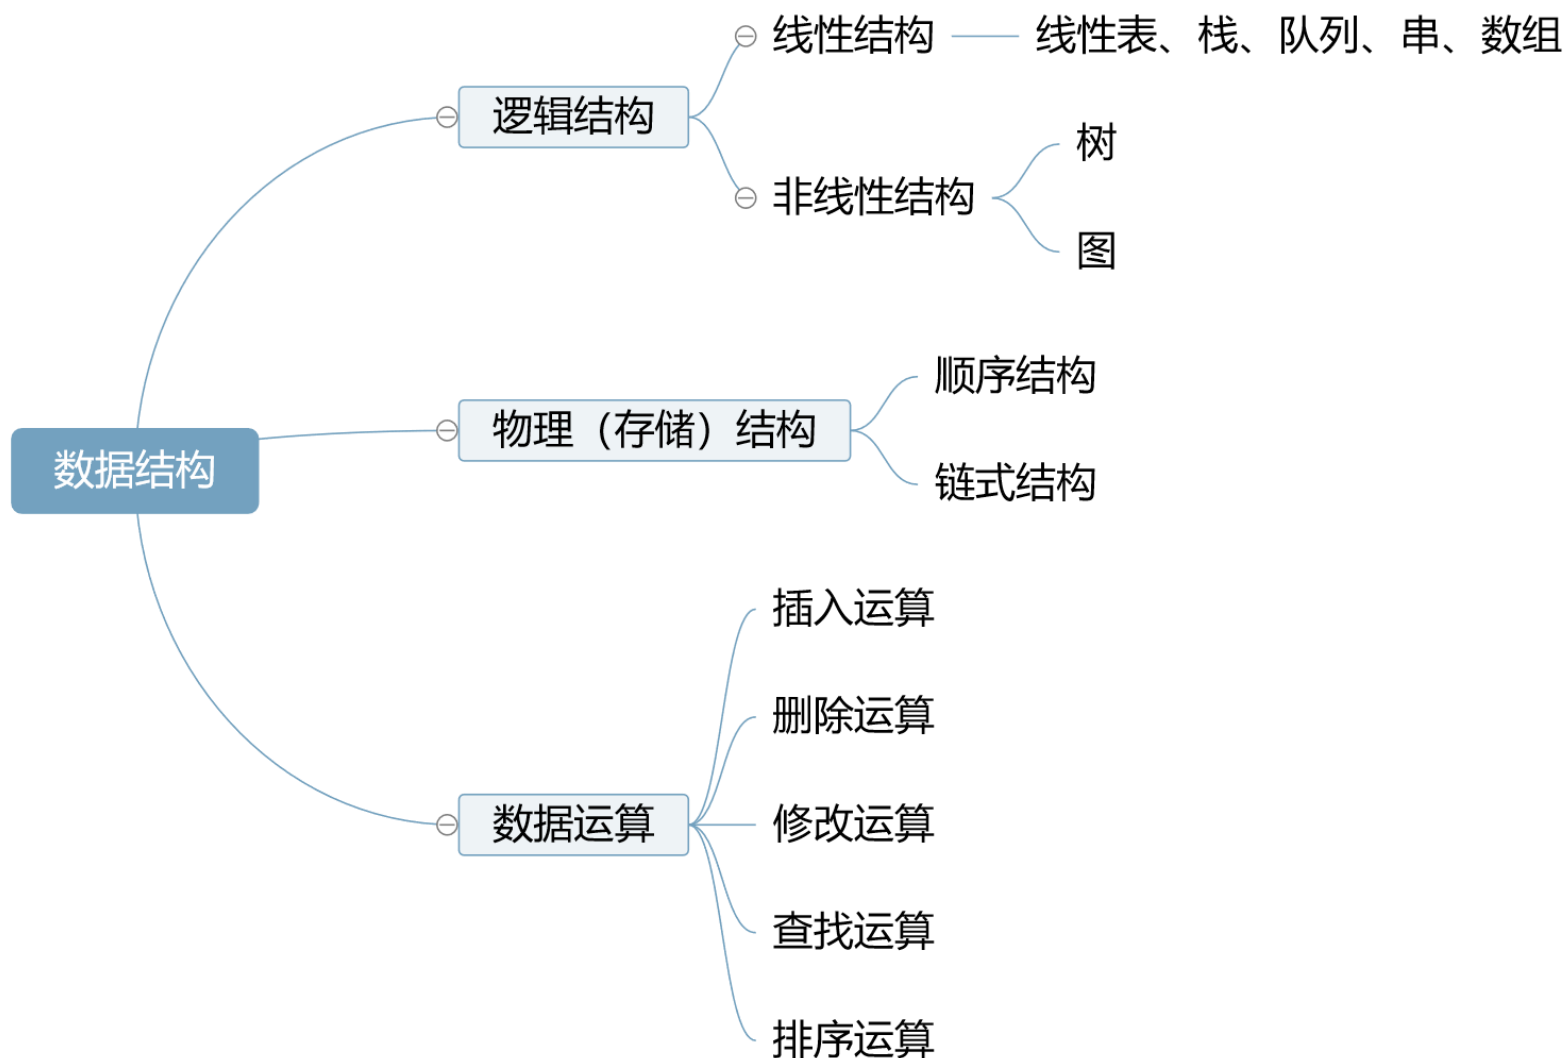 数据结构
逻辑结构
线性结构
线性表、栈、队列、串、数组
非线性结构
树
图
物理（存储）结构
顺序结构
链式结构
数据运算
插入运算
删除运算
修改运算
查找运算
排序运算